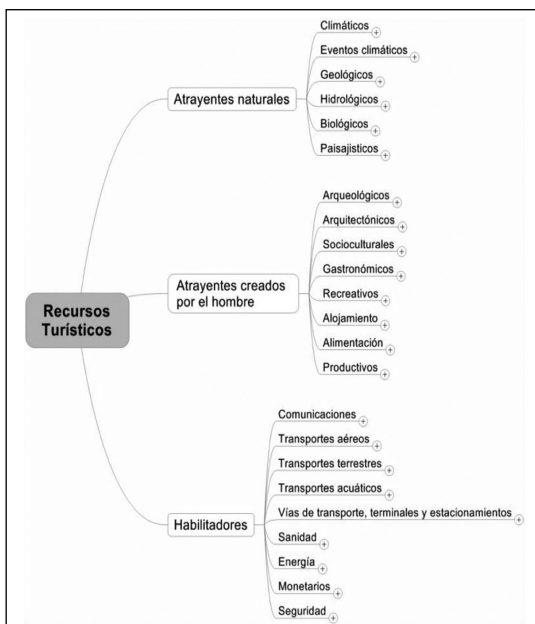 Recursos
Turísticos
Atrayentes naturales
Climáticos
Eventos climáticos
Geológicos
Hidrológicos
Biológicos
Paisajisticos
Atrayentes creados
por el hombre
Arqueológicos
Arquitectónicos
Socioculturales
Gastronómicos
Recreativos
Alojamiento
Alimentación
Productivos
Habilitadores
Comunicaciones
Transportes aéreos
Transportes terrestres
Transportes acuáticos
Vías de transporte, terminales y estacionamientos
Sanidad
Energía
Monetarios
Seguridad